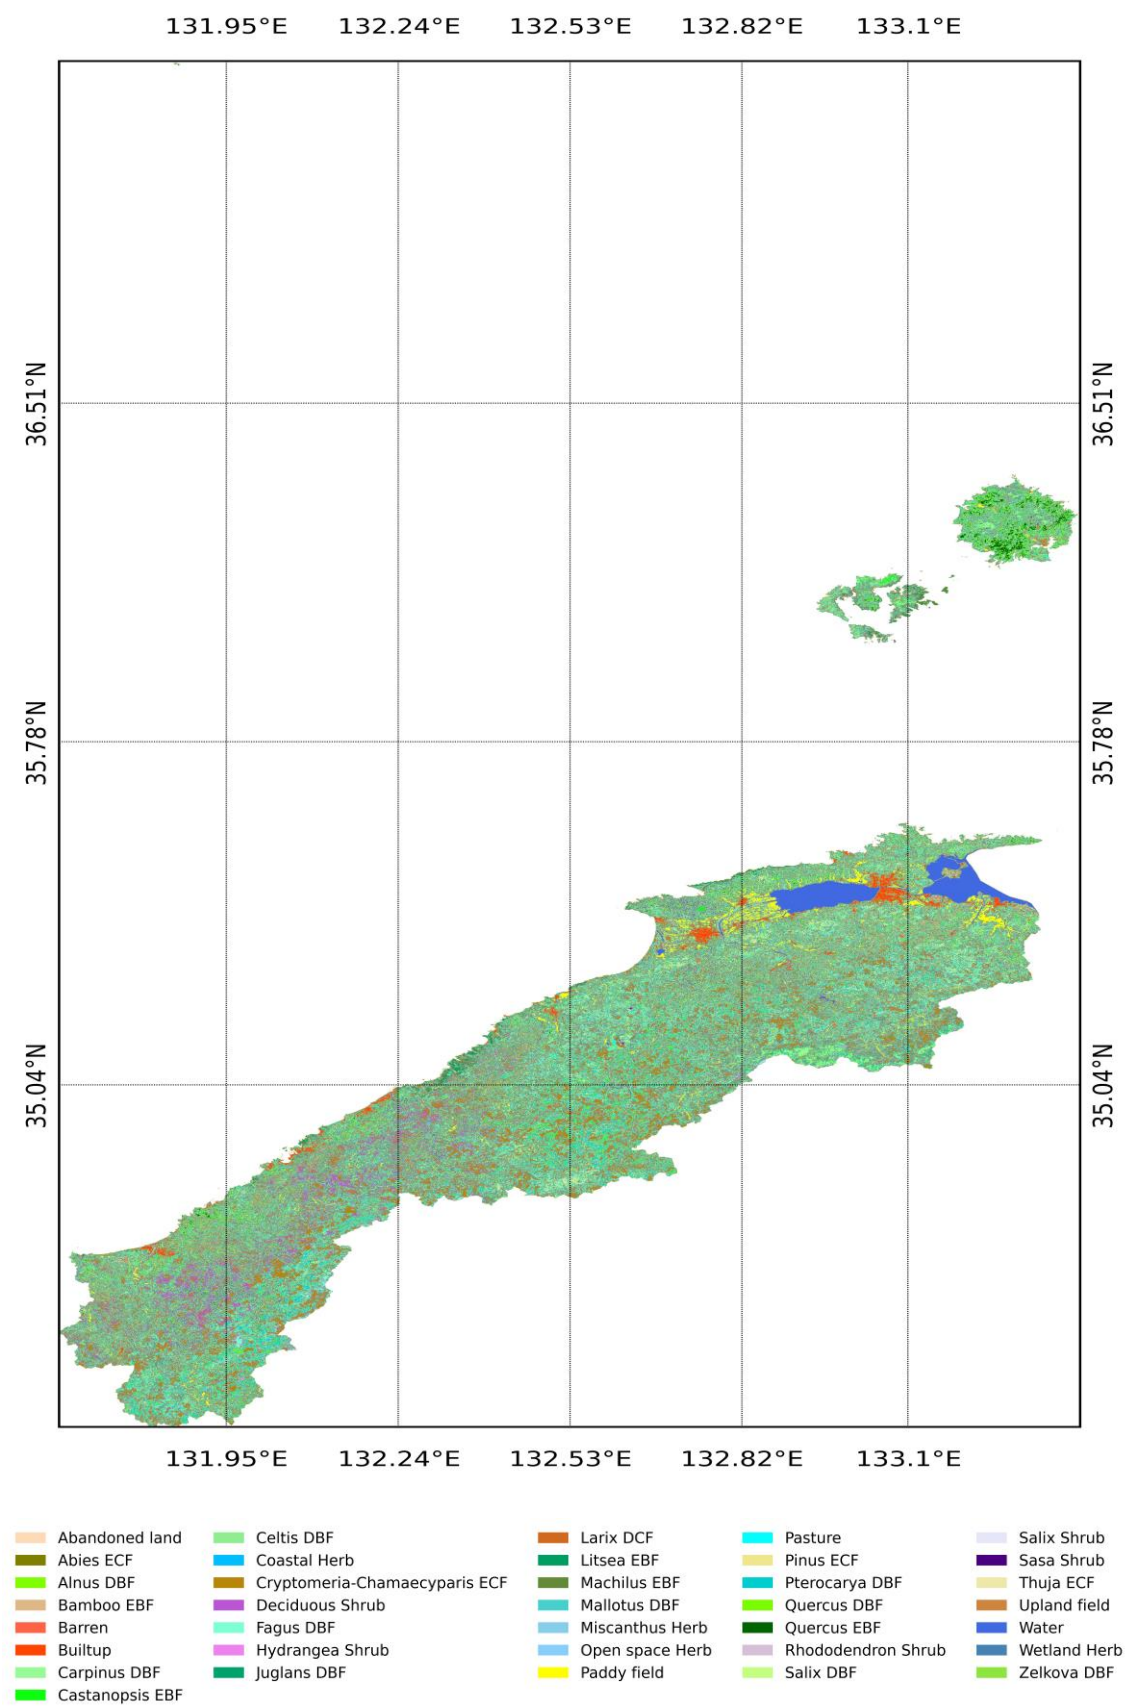 131.95°E 132.24°E 132.53°E 132.82°E 133.1°E
36.51°N 36.51°N
35.78°N 35.78°N
35.04°N 35.04°N
131.95°E 132.24°E 132.53°E 132.82°E 133.1°E
Abandoned land Celtis DBF Larix DCF Pasture Salix Shrub
Abies ECF Coastal Herb Litsea EBF Pinus ECF Sasa Shrub
Alnus DBF Cryptomeria-Chamaecyparis ECF Machilus EBF Pterocarya DBF Thuja ECF
Bamboo EBF Deciduous Shrub Mallotus DBF Quercus DBF Upland field
Barren Fagus DBF Miscanthus Herb Quercus EBF Water
Builtup Hydrangea Shrub Open space Herb Rhododendron Shrub Wetland Herb
Carpinus DBF Juglans DBF Paddy field Salix DBF Zelkova DBF
Castanopsis EBF